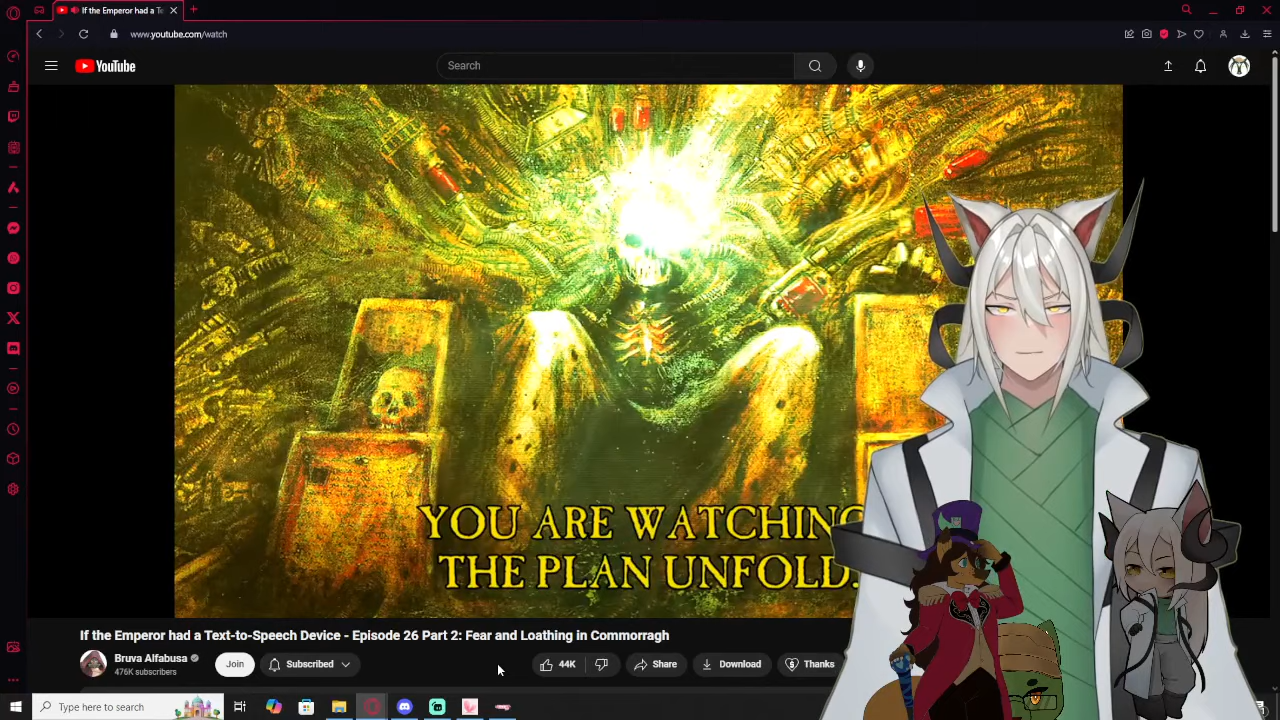 If the Emperor had a Te
www.youtube.com/watch
YouTube
Search
YOU ARE WATCHING
THE PLAN UNFOLD.
If the Emperor had a Text-to-Speech Device - Episode 26 Part 2: Fear and Loathing in Commorragh
Bruva Alfabusa
476K subscribers
Join
Subscribed
44K
Share
Download
Thanks
Type here to search